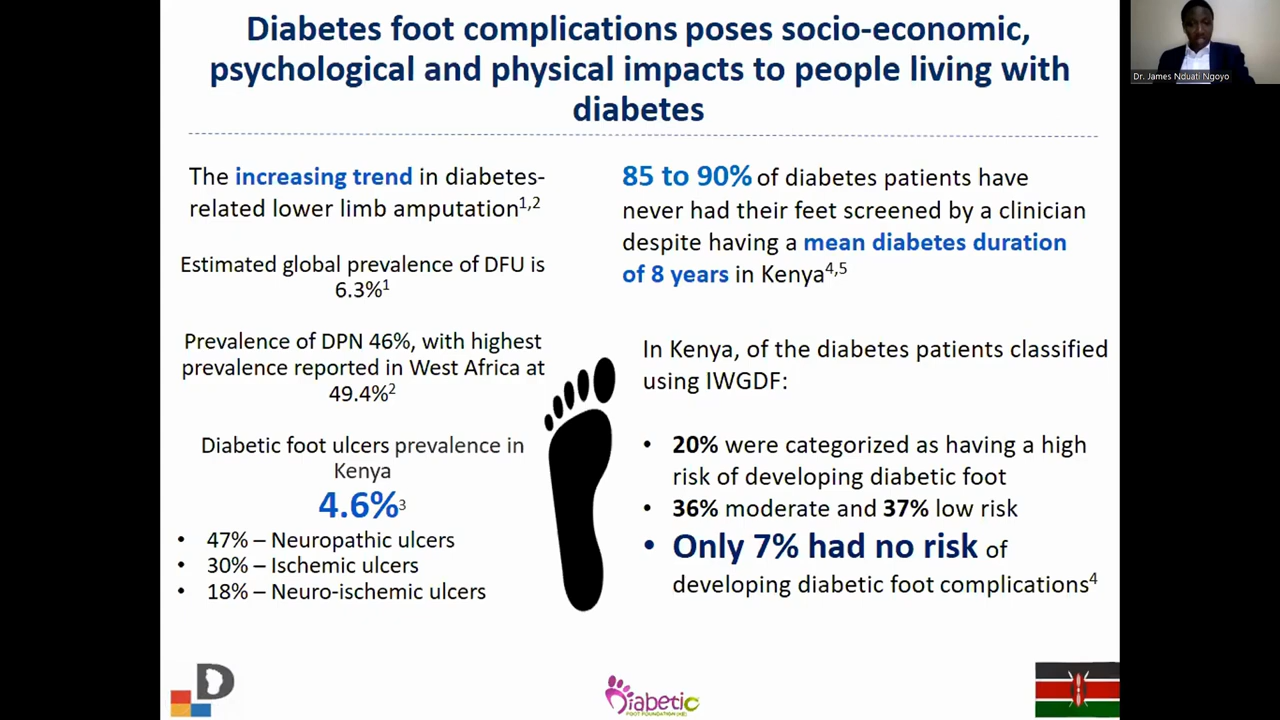 Diabetes foot complications poses socio-economic,
psychological and physical impacts to people living with
diabetes
The increasing trend in diabetes-
related lower limb amputation1,2
Estimated global prevalence of DFU is
6.3%1
Prevalence of DPN 46%, with highest
prevalence reported in West Africa at
49.4%2
Diabetic foot ulcers prevalence in
Kenya
4.6%3
• 47% – Neuropathic ulcers
• 30% – Ischemic ulcers
• 18% – Neuro-ischemic ulcers
85 to 90% of diabetes patients have
never had their feet screened by a clinician
despite having a mean diabetes duration
of 8 years in Kenya4,5
In Kenya, of the diabetes patients classified
using IWGDF:
• 20% were categorized as having a high
risk of developing diabetic foot
• 36% moderate and 37% low risk
• Only 7% had no risk of
developing diabetic foot complications4
D
Diabetic
Dr. James Nduati Ngoyo